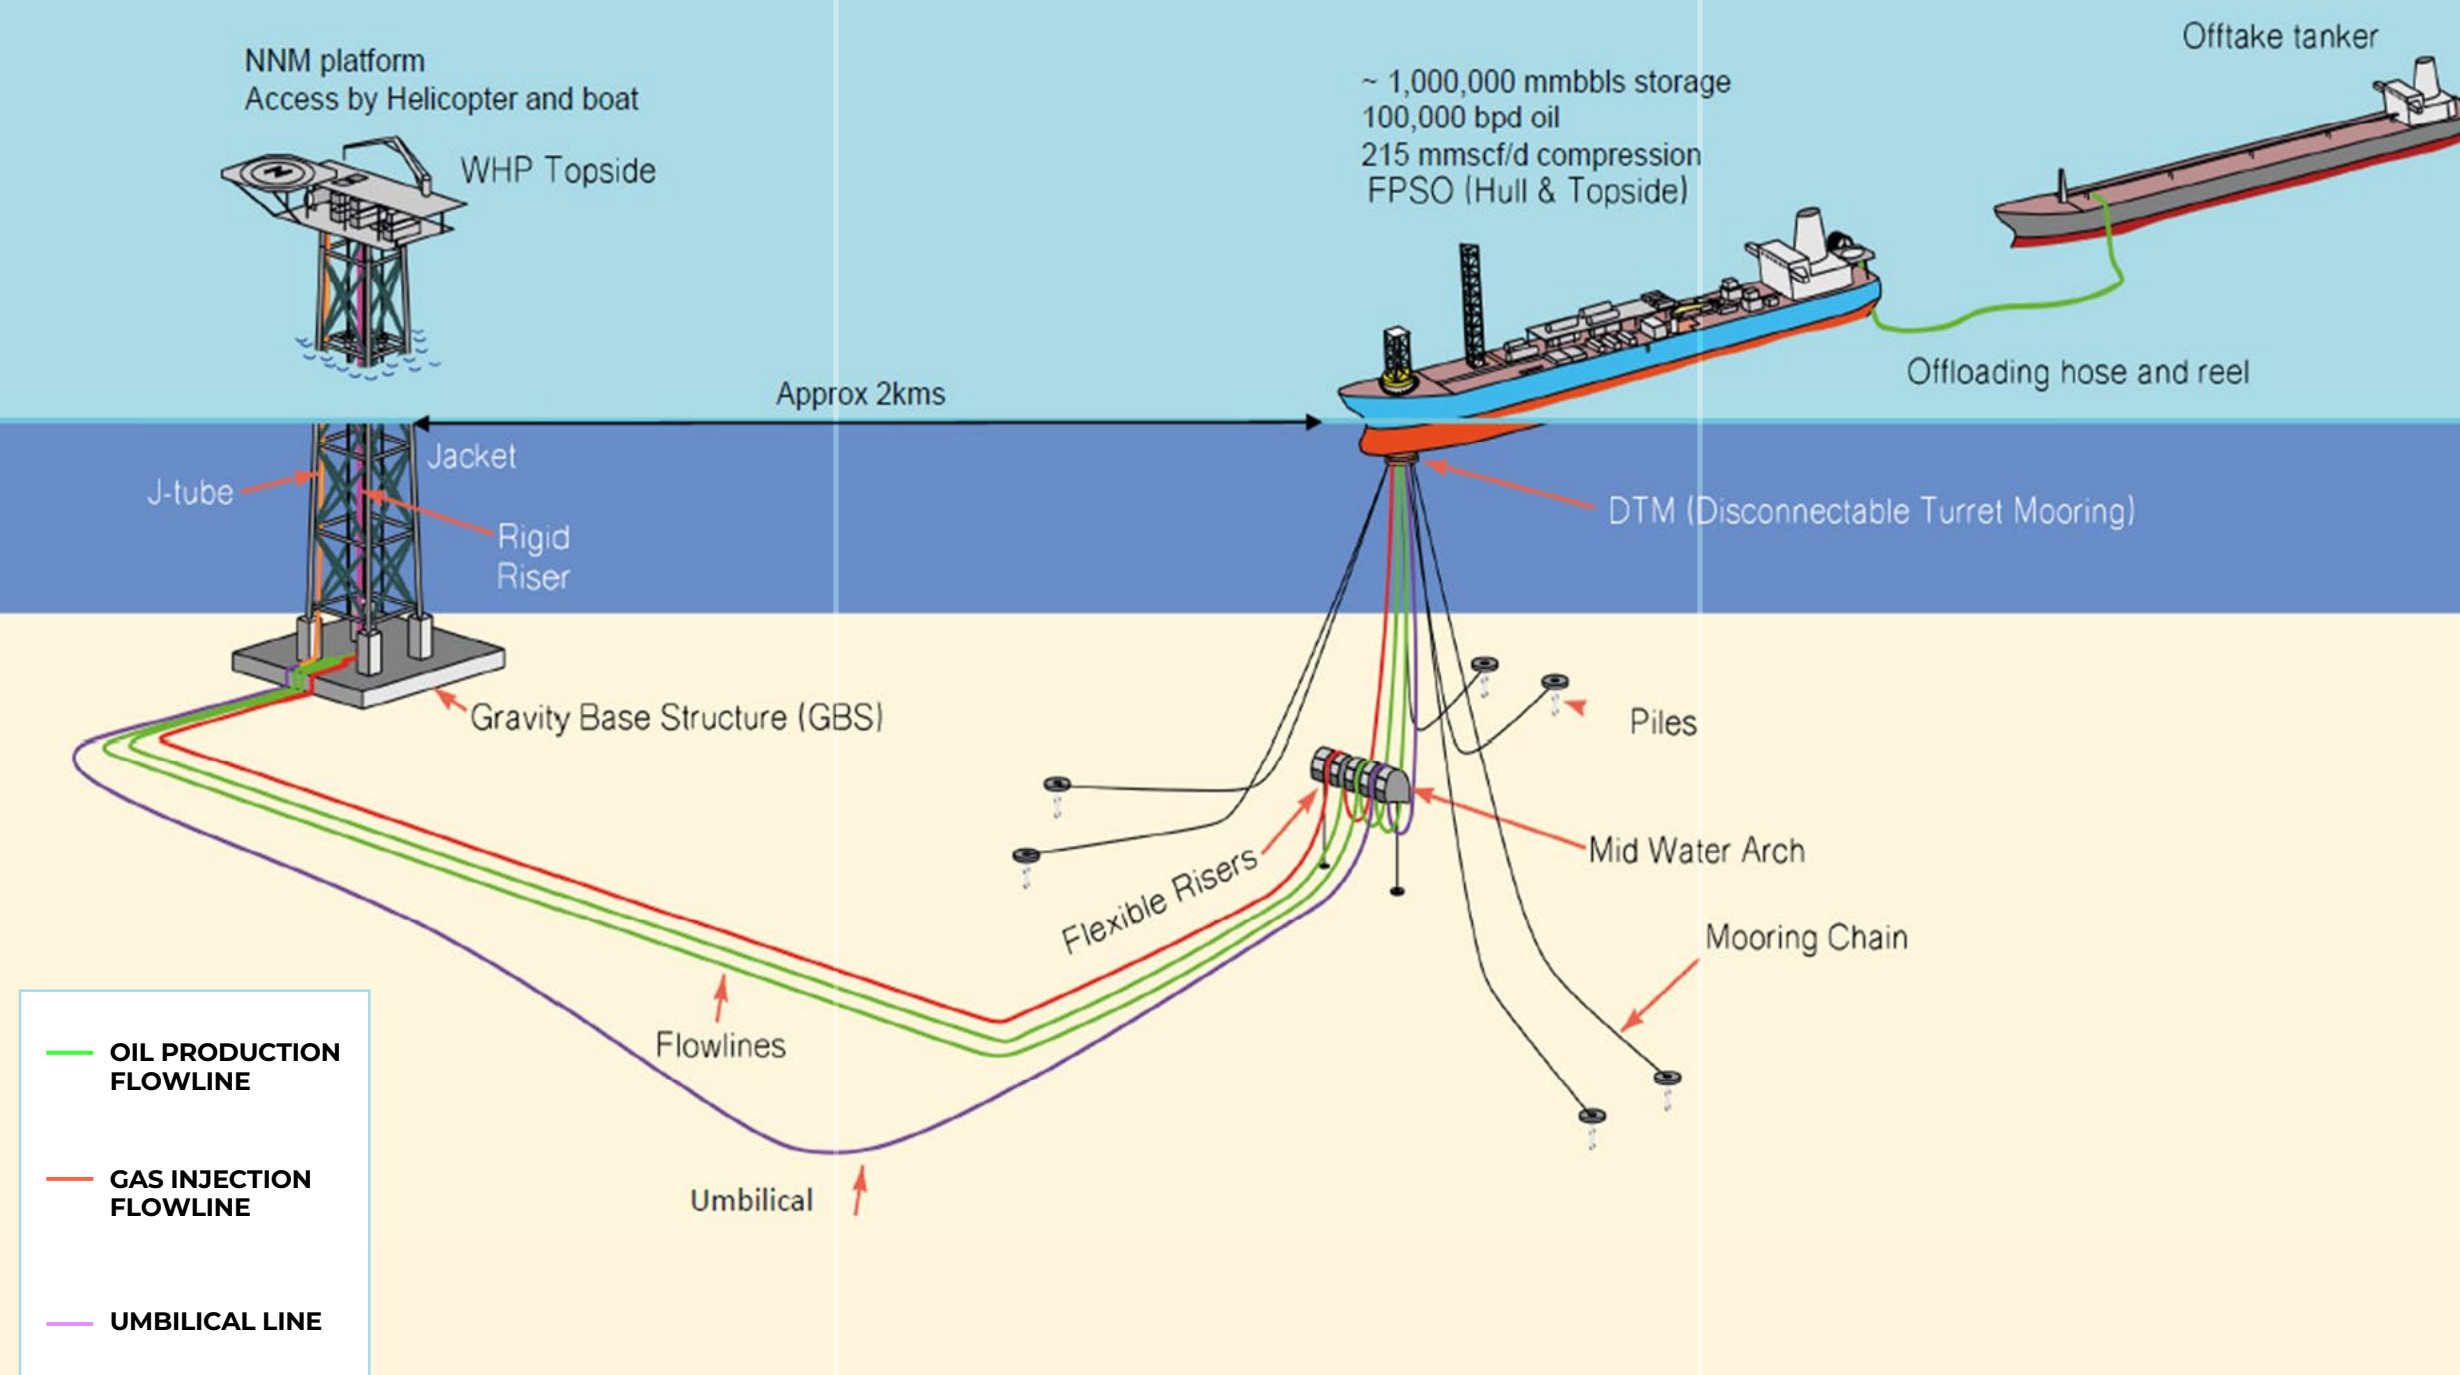 NNM platform
Access by Helicopter and boat
WHP Topside
~ 1,000,000 mmbbls storage
100,000 bpd oil
215 mmscf/d compression
FPSO (Hull & Topside)
Offtake tanker
Offloading hose and reel
Approx 2kms
Jacket
J-tube
Rigid
Riser
DTM (Disconnectable Turret Mooring)
Gravity Base Structure (GBS)
Piles
Mid Water Arch
Flexible Risers
Mooring Chain
Flowlines
Umbilical
OIL PRODUCTION
FLOWLINE
GAS INJECTION
FLOWLINE
UMBILICAL LINE